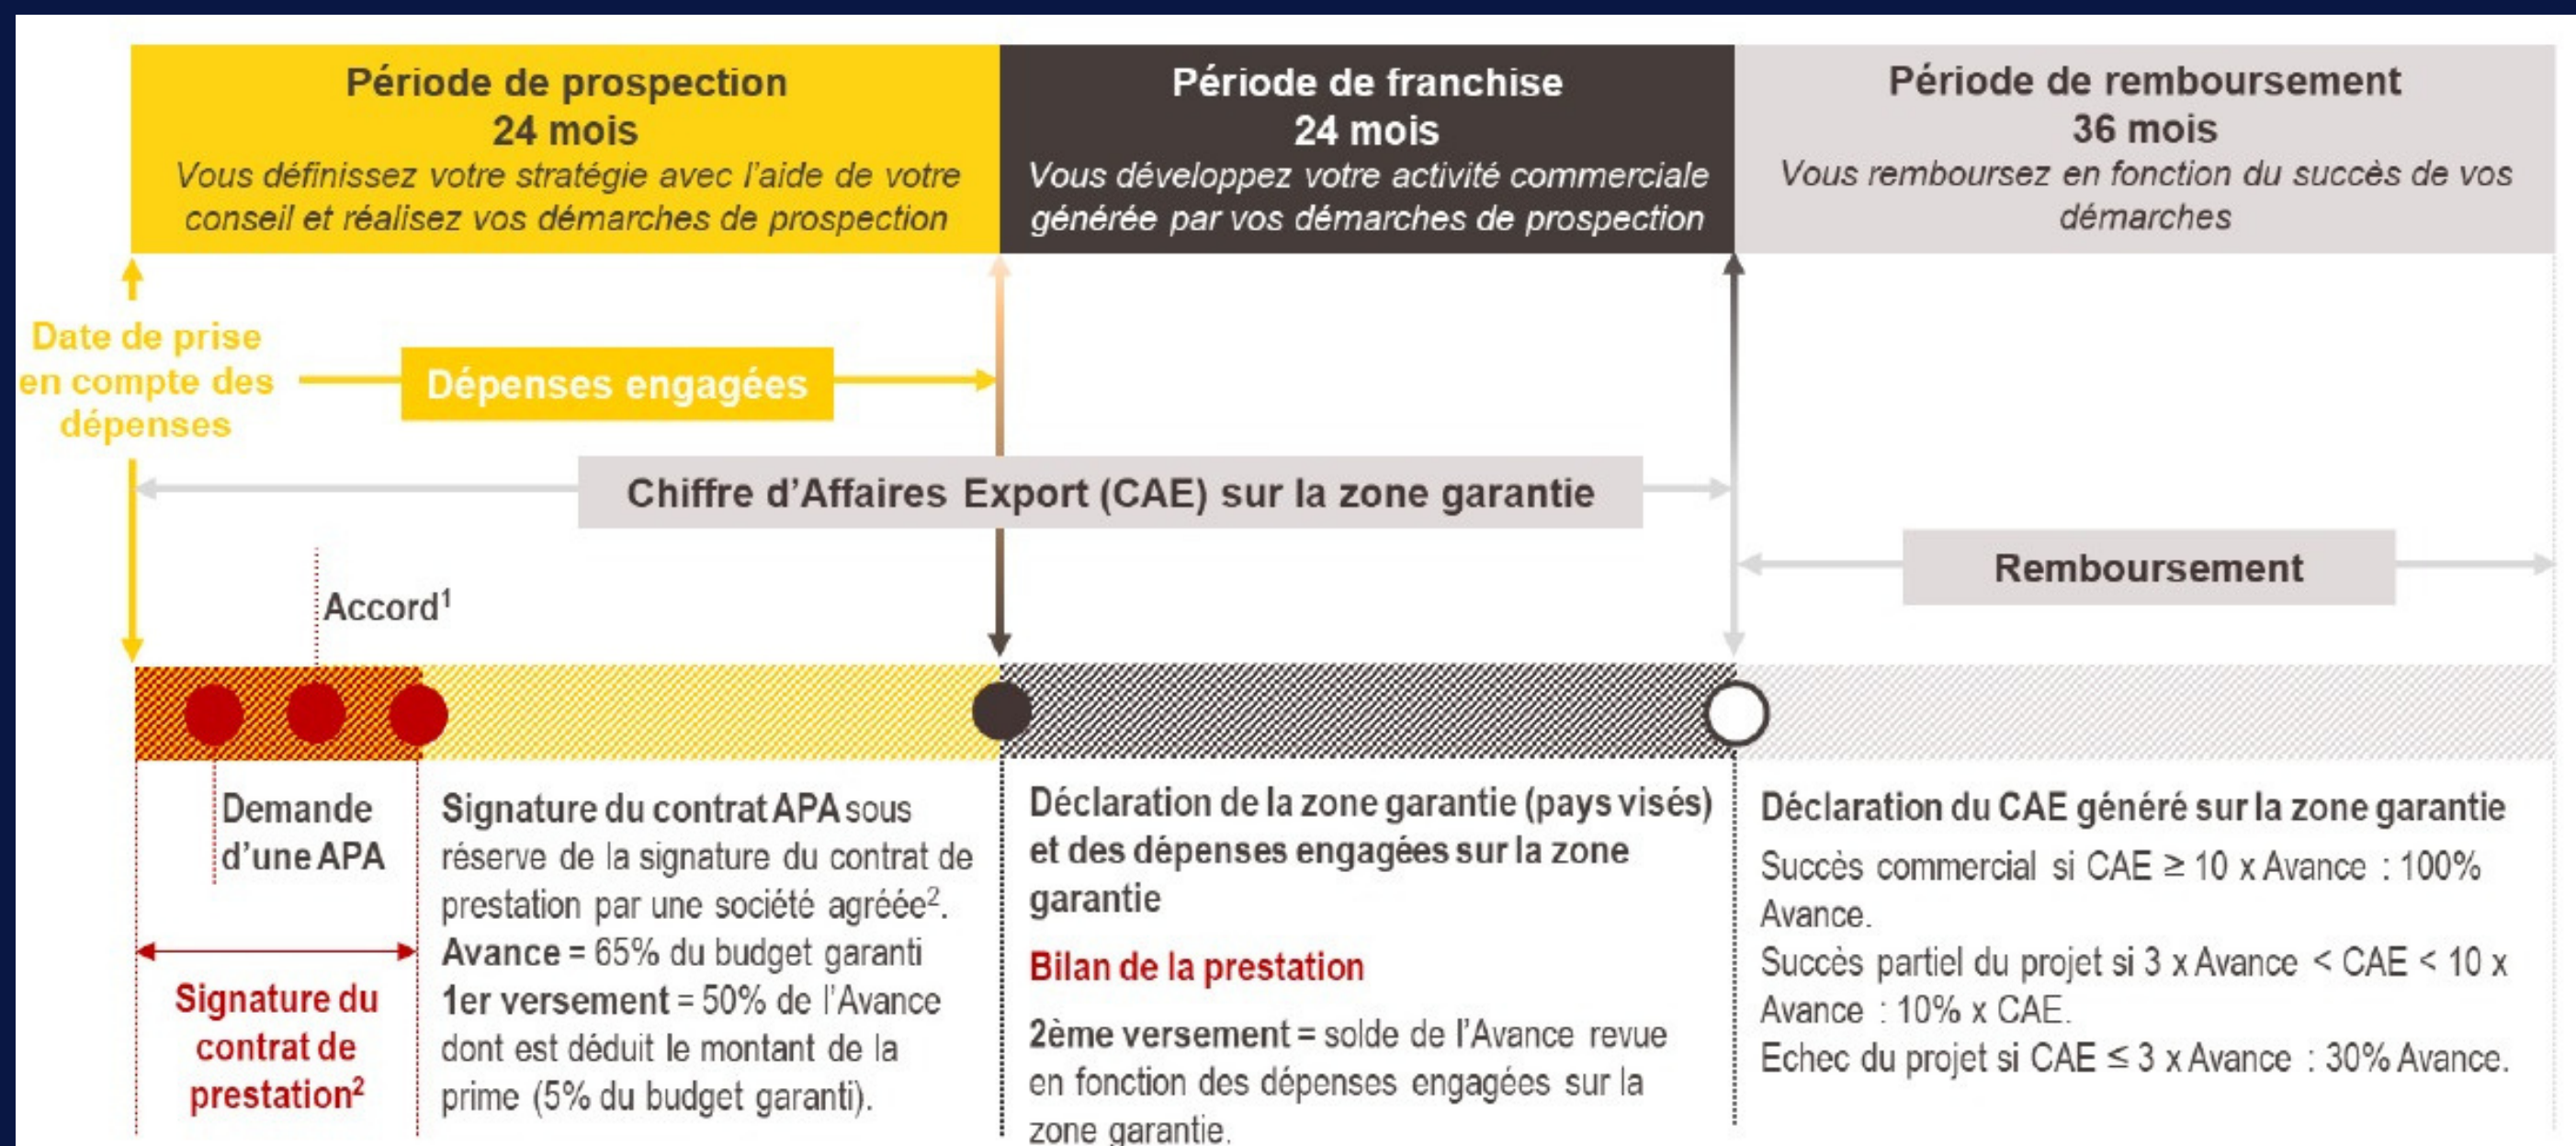 Période de prospection
24 mois
Vous définissez votre stratégie avec l'aide de votre
conseil et réalisez vos démarches de prospection
Période de franchise
24 mois
Vous développez votre activité commerciale
générée par vos démarches de prospection
Période de remboursement
36 mois
Vous remboursez en fonction du succès de vos
démarches
Date de prise
en compte des
dépenses
Dépenses engagées
Chiffre d'Affaires Export (CAE) sur la zone garantie
Remboursement
Accord¹
Demande
d'une APA
Signature du
contrat de
prestation²
Signature du contrat APA sous
réserve de la signature du contrat de
prestation par une société agréée².
Avance = 65% du budget garanti
1er versement = 50% de l'Avance
dont est déduit le montant de la
prime (5% du budget garanti).
Déclaration de la zone garantie (pays visés)
et des dépenses engagées sur la zone
garantie
Bilan de la prestation
2ème versement = solde de l'Avance revue
en fonction des dépenses engagées sur la
zone garantie.
Déclaration du CAE généré sur la zone garantie
Succès commercial si CAE ≥ 10 x Avance : 100%
Avance.
Succès partiel du projet si 3 x Avance < CAE < 10 x
Avance : 10% x CAE.
Echec du projet si CAE ≤ 3 x Avance : 30% Avance.